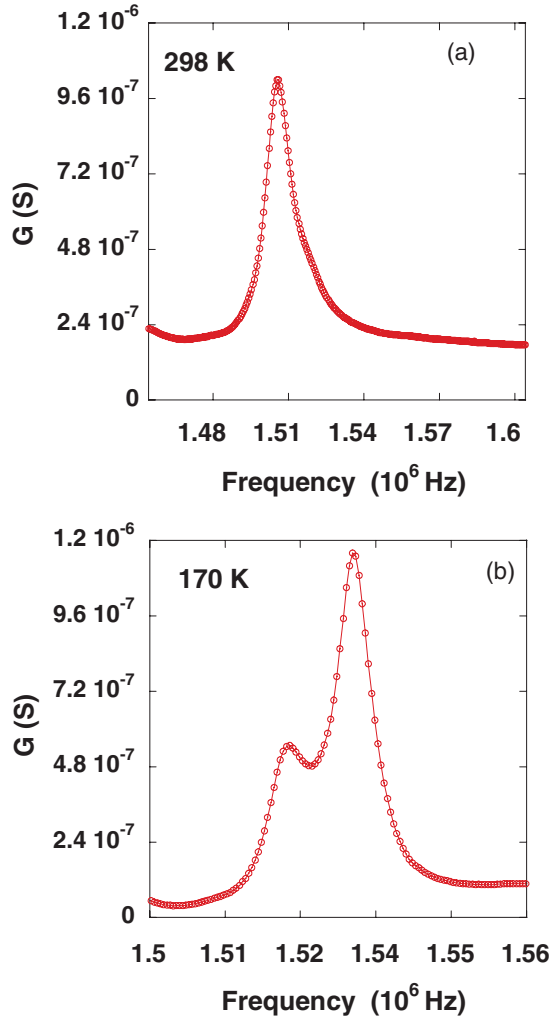 1.2 10-6
298 K
(a)
9.6 10-7
7.2 10-7
G (S)
4.8 10-7
2.4 10-7
0
1.48 1.51 1.54 1.57 1.6
Frequency (10⁶ Hz)
1.2 10-6
170 K
(b)
9.6 10-7
7.2 10-7
G (S)
4.8 10-7
2.4 10-7
0
1.5 1.51 1.52 1.54 1.55 1.56
Frequency (10⁶ Hz)